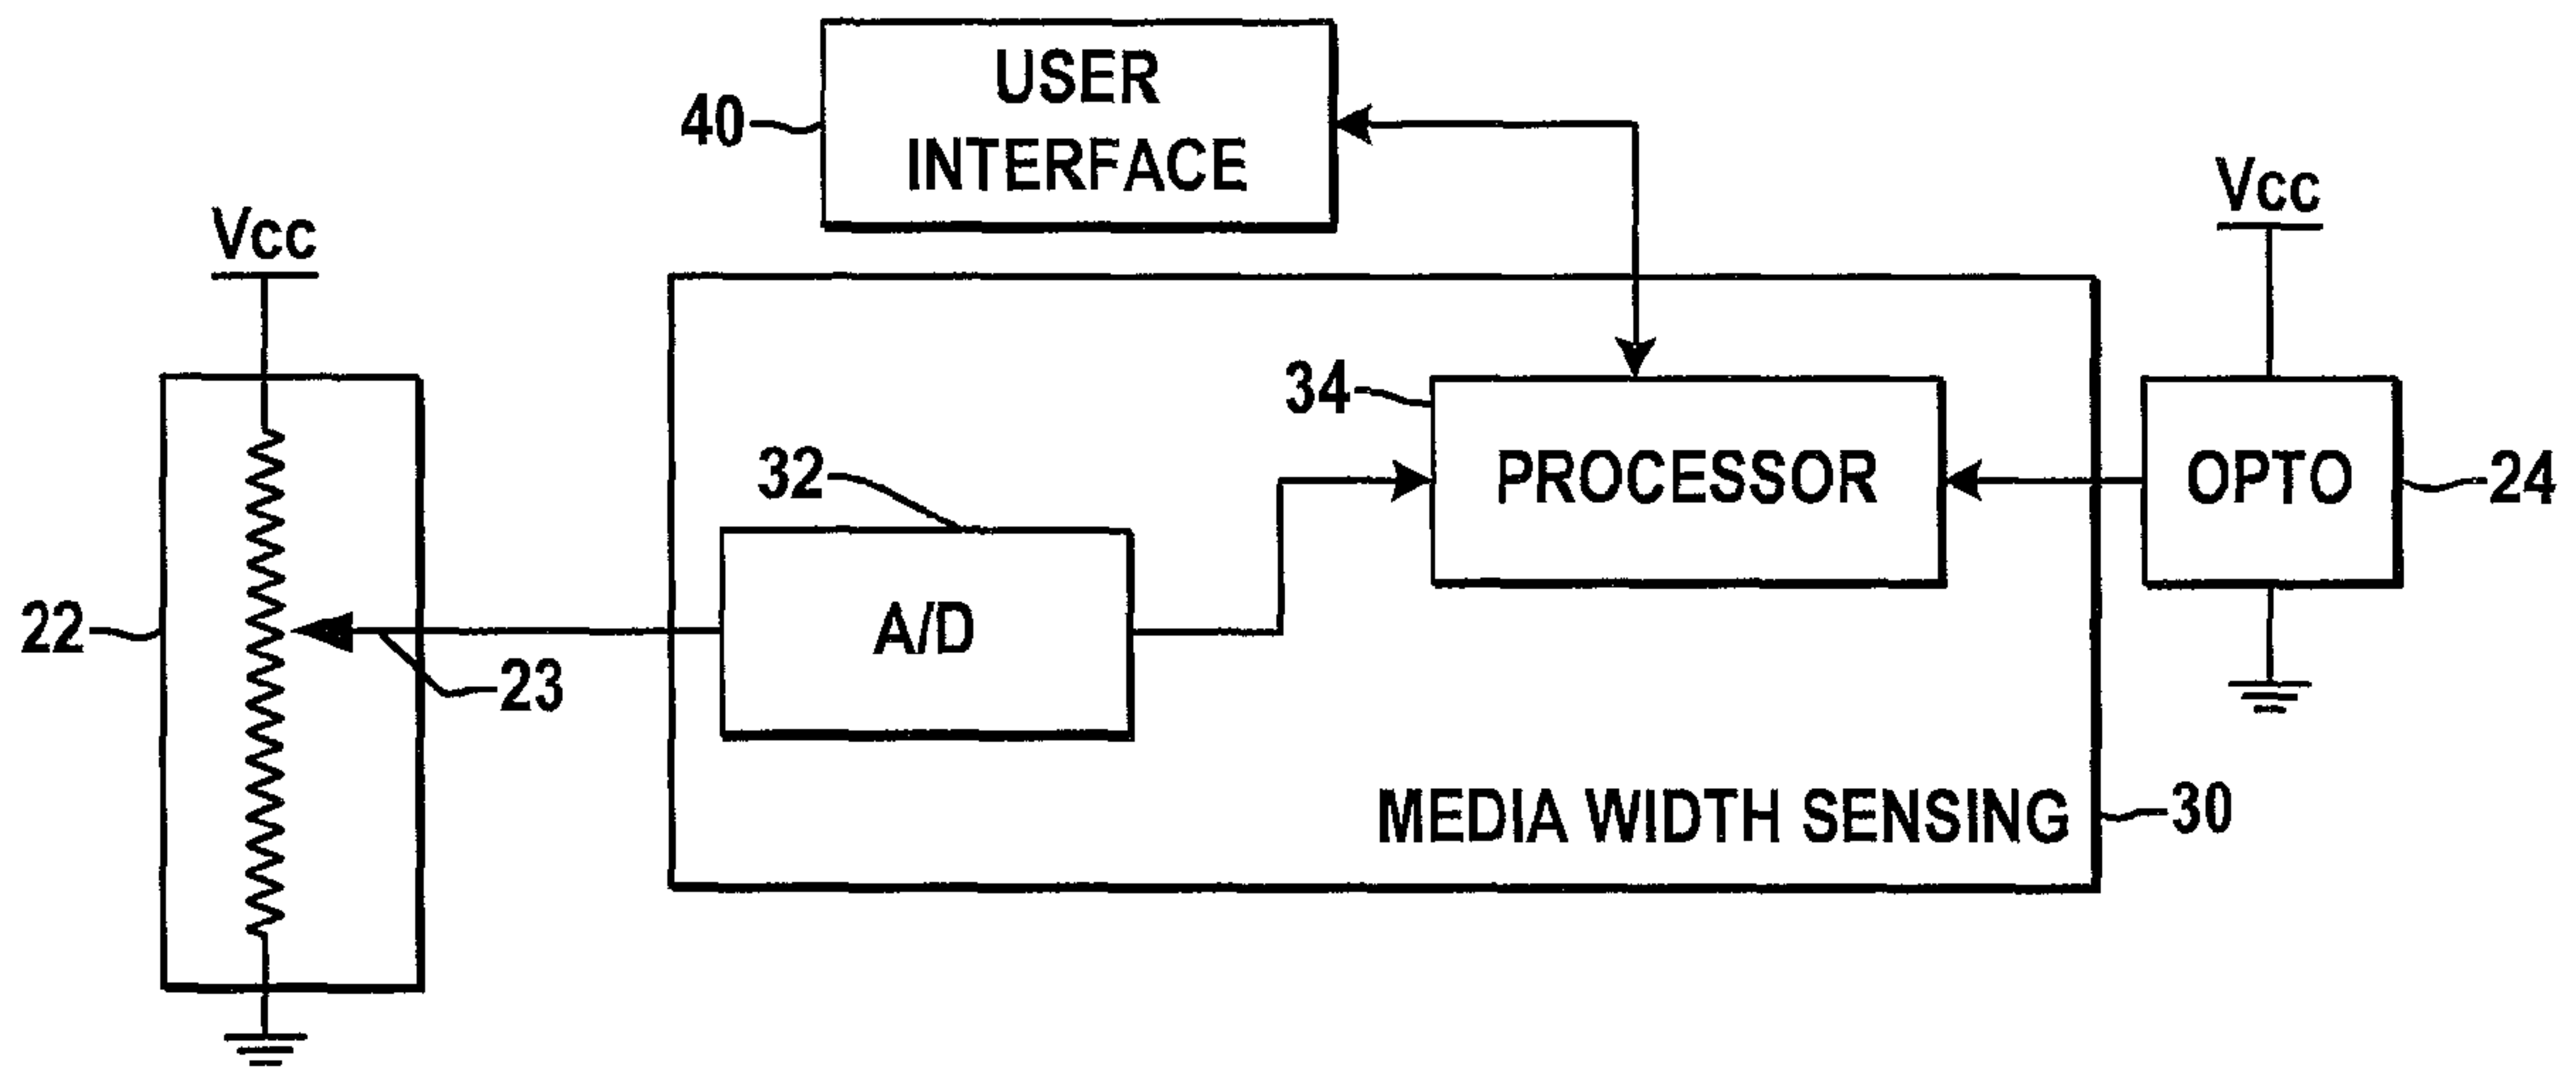 USER
INTERFACE
40
Vcc
Vcc
34
PROCESSOR
OPTO
24
32
A/D
22
23
MEDIA WIDTH SENSING
30